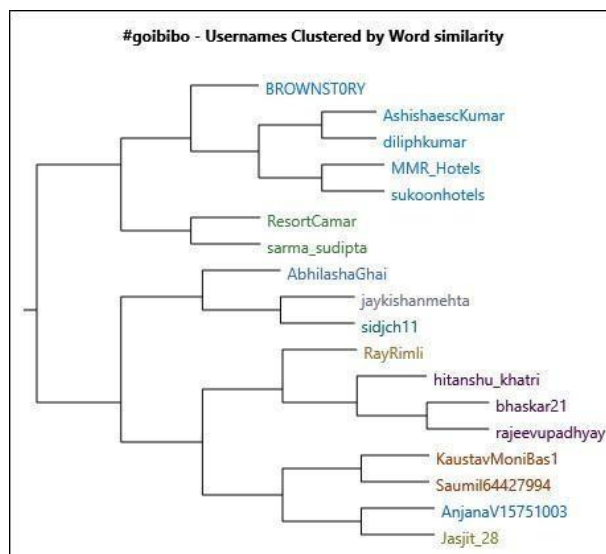 #goibibo - Usernames Clustered by Word similarity
BROWNST0RY
AshishaescKumar
diliphkumar
MMR_Hotels
sukoonhotels
ResortCamar
sarma_sudipta
AbhilashaGhai
jaykishanmehta
sidjch11
RayRimli
hitanshu_khatri
bhaskar21
rajeevupadhyay
KaustavMoniBas1
Saumil64427994
AnjanaV15751003
Jasjit_28